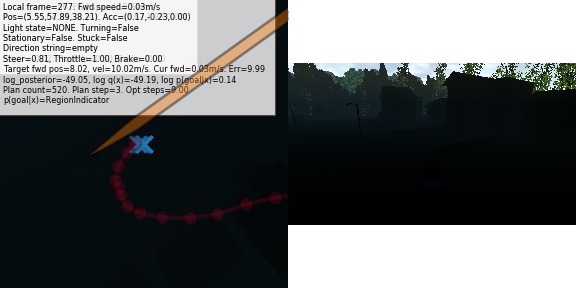 Local frame=277. Fwd speed=0.03m/s
Pos=(5.55,57.89,38.21). Acc=(0.17,-0.23,0.00)
Light state=NONE. Turning=False
Stationary=False. Stuck=False
Direction string=empty
Steer=0.81, Throttle=1.00, Brake=0.00
Target fwd pos=8.02, vel=10.02m/s. Cur fwd=0.03m/s. Err=9.99
log_posterior=-49.05, log q(x)=-49.19, log p(goal|x)=0.14
Plan count=520. Plan step=3. Opt steps=9.00
p(goal|x)=RegionIndicator